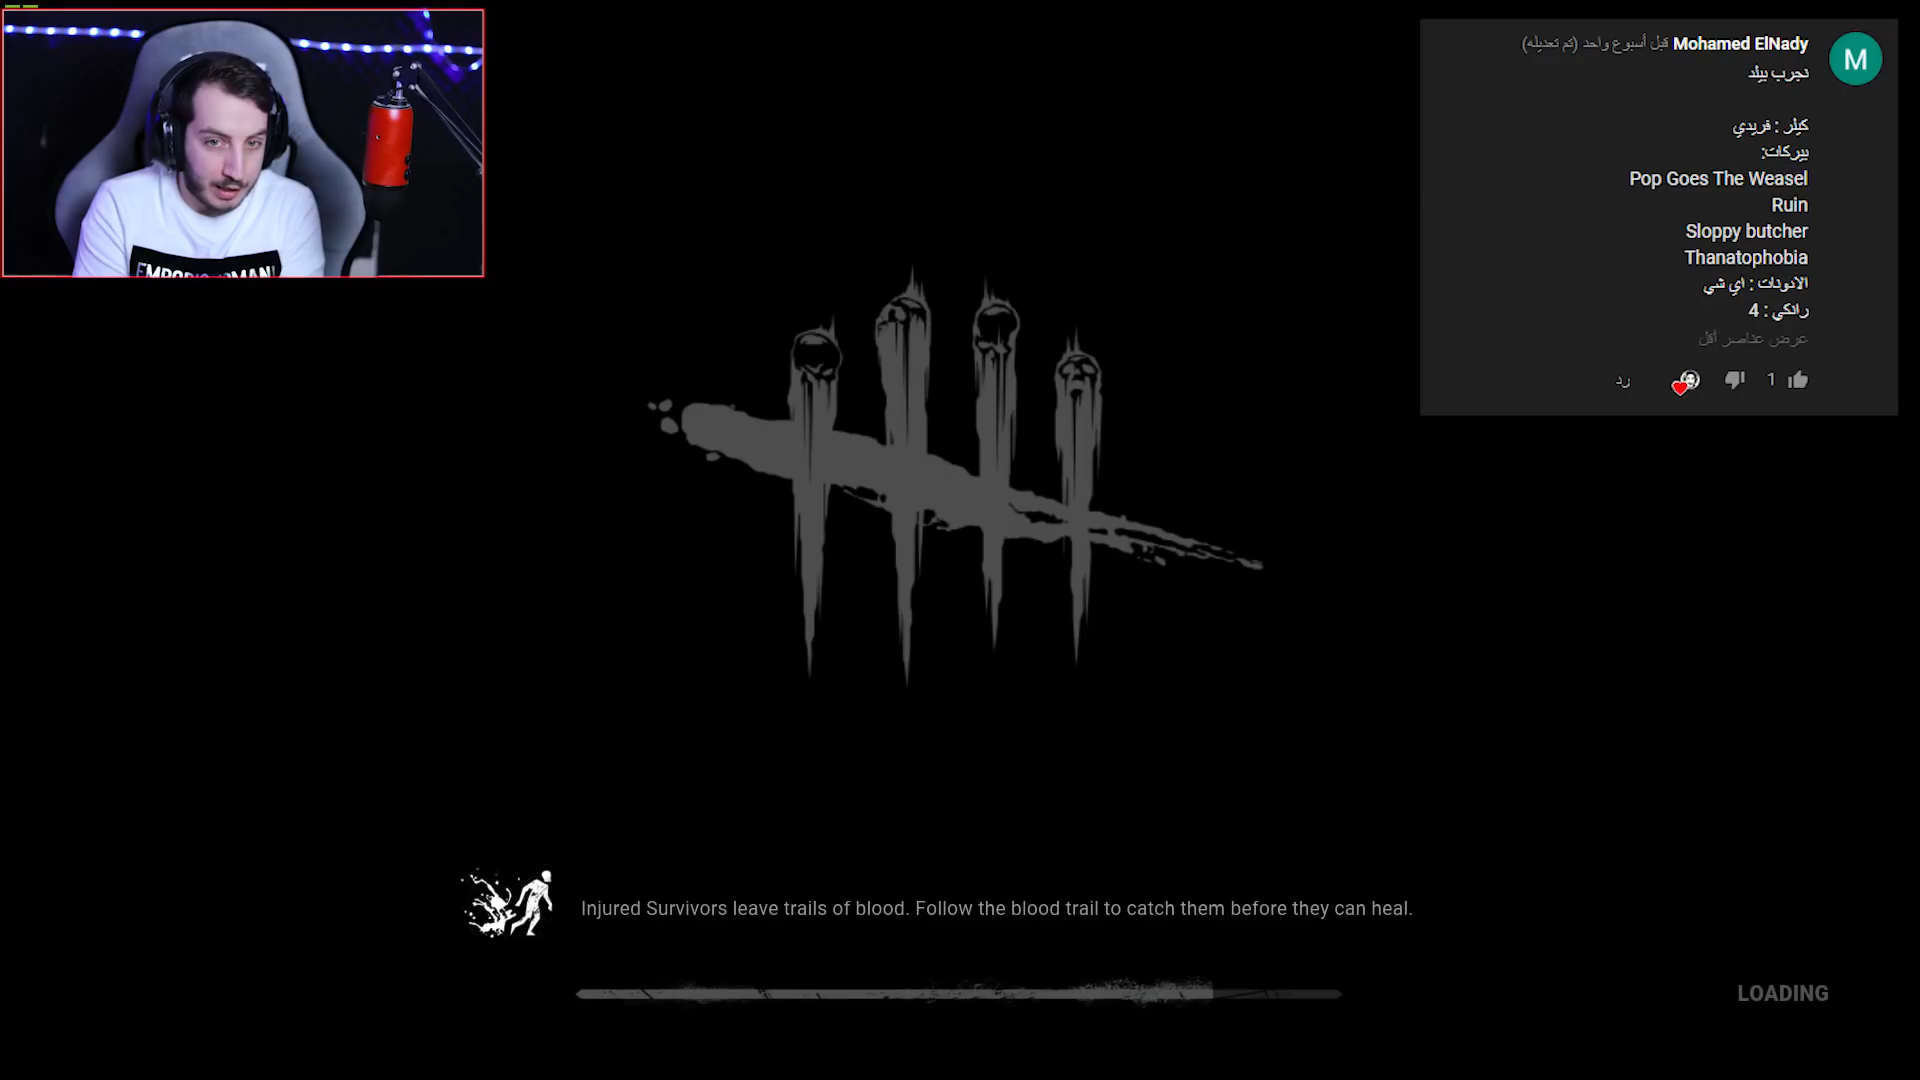 Mohamed ElNady قبل أسبوع واحد (تم تعديله)
M
نجرب بيلد
كيلر : فريدي
بيركات:
Pop Goes The Weasel
Ruin
Sloppy butcher
Thanatophobia
الادونات : اي شي
رانكي : 4
عرض عناصر أقل
1
رد
Injured Survivors leave trails of blood. Follow the blood trail to catch them before they can heal.
LOADING